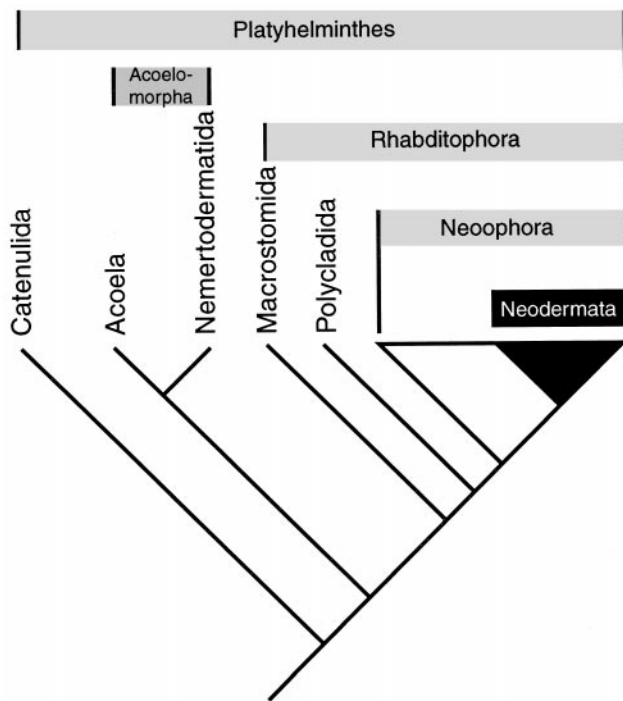 Platyhelminthes
Acoelo-
morpha
Rhabditophora
Neoophora
Neodermata
Catenulida
Acoela
Nemertodermatida
Macrostomida
Polycladida